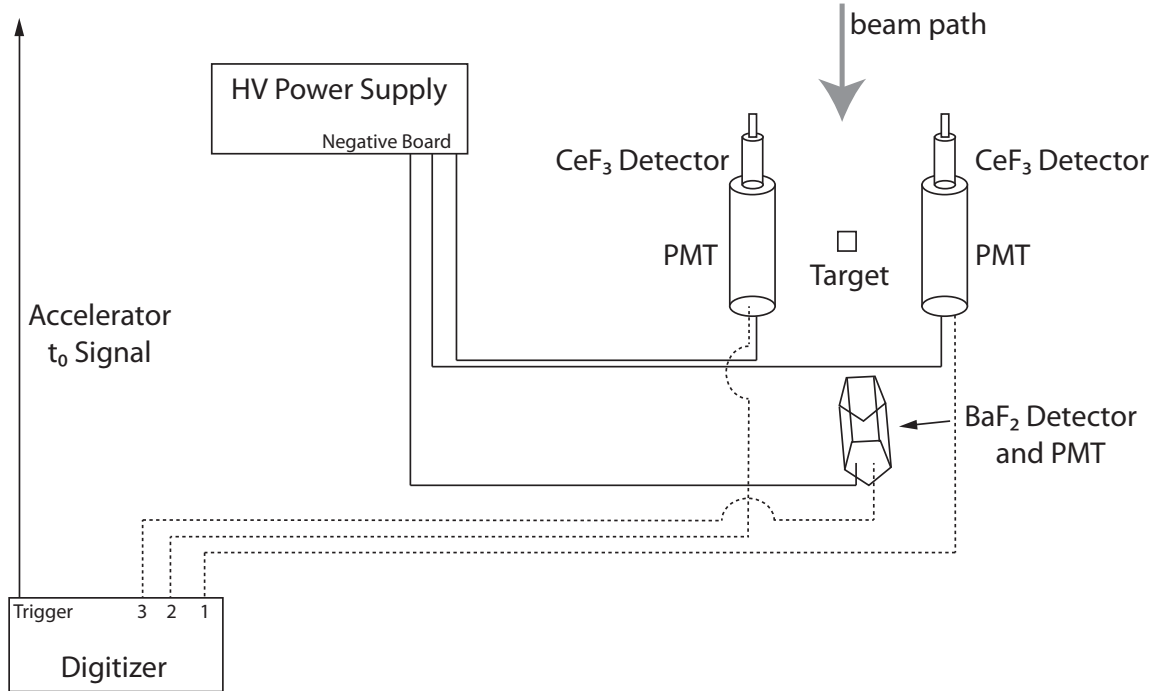 beam path
HV Power Supply
Negative Board
CeF₃ Detector
CeF₃ Detector
PMT
PMT
Target
Accelerator
t₀ Signal
BaF₂ Detector
and PMT
Trigger 3 2 1
Digitizer